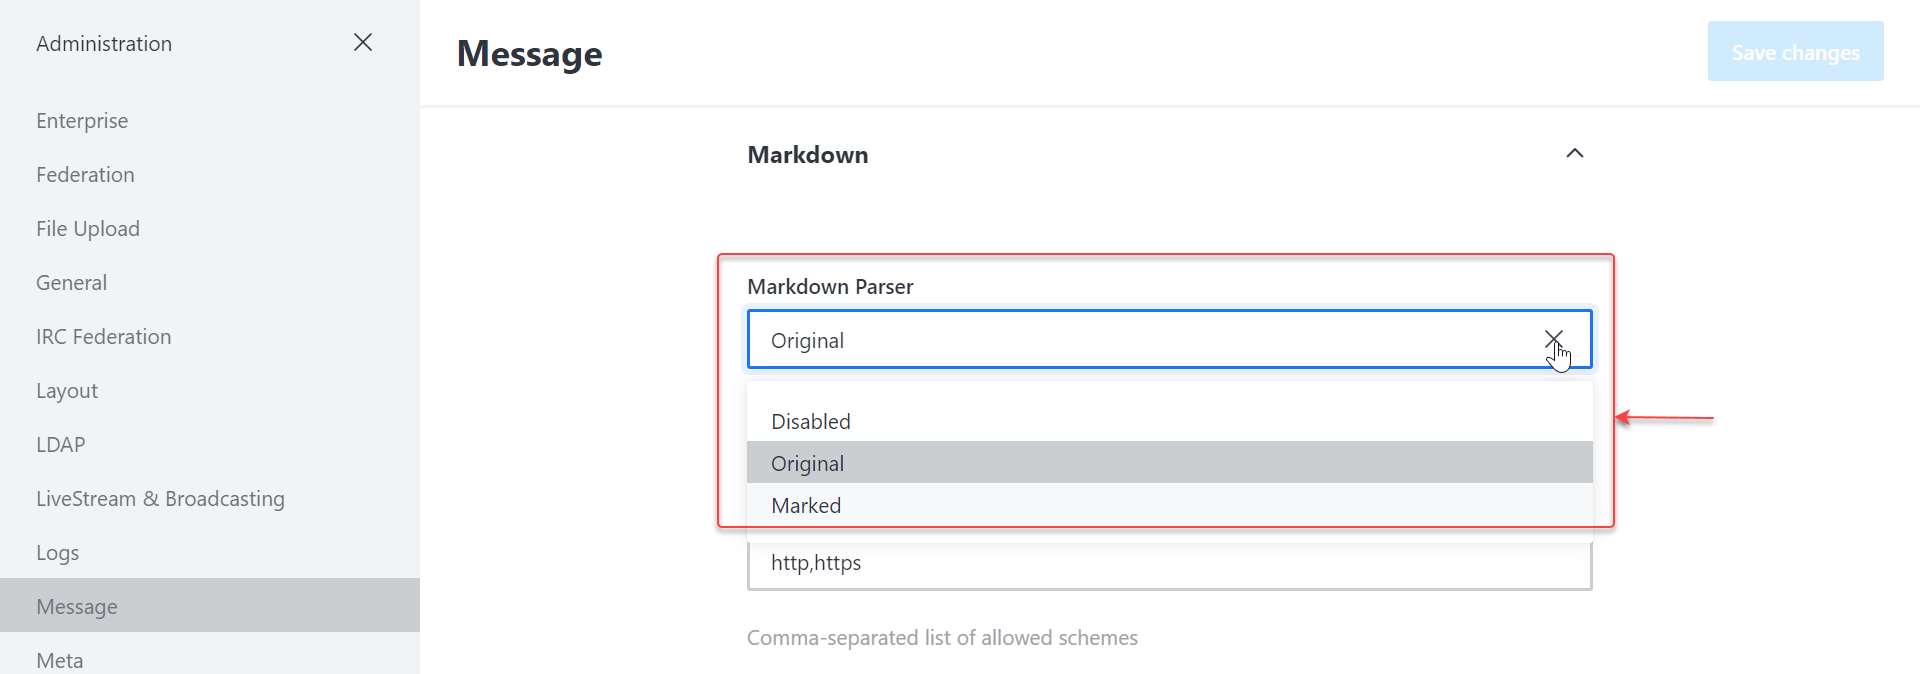 Administration
Enterprise
Federation
File Upload
General
IRC Federation
Layout
LDAP
LiveStream & Broadcasting
Logs
Message
Meta
Message
Save changes
Markdown
Markdown Parser
Original
Disabled
Original
Marked
http,https
Comma-separated list of allowed schemes